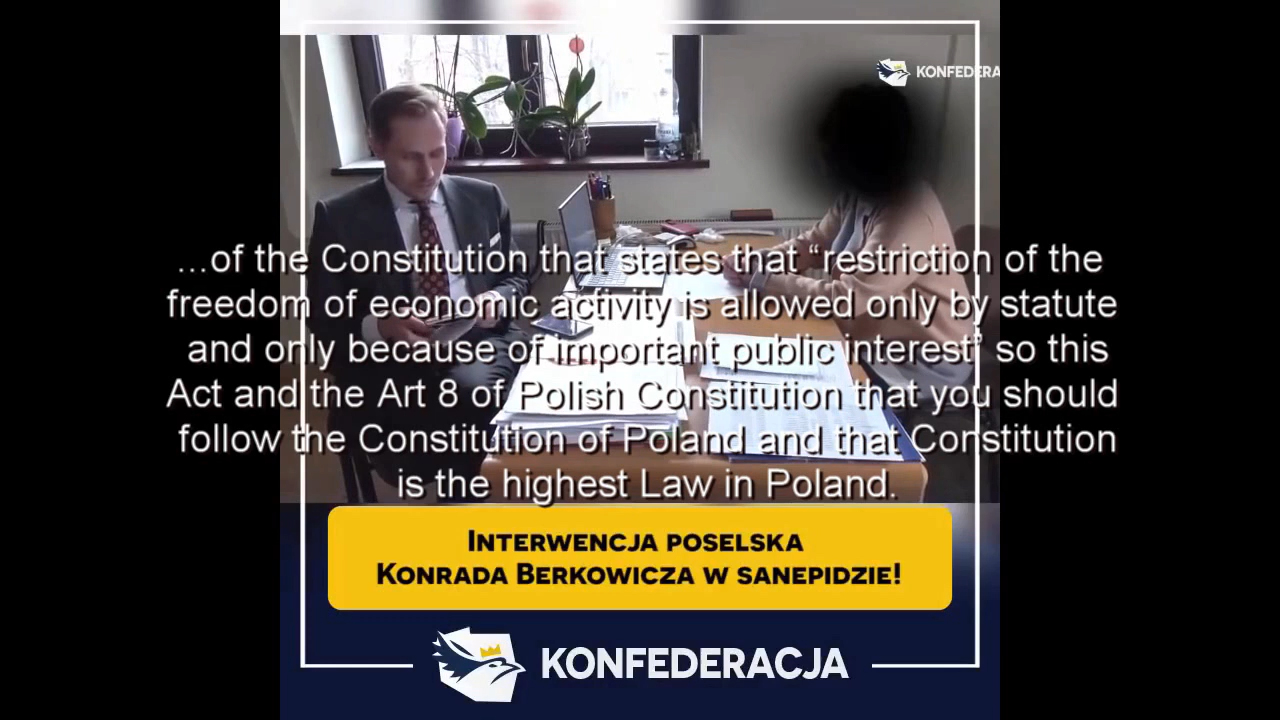 KONFEDERA
...of the Constitution that states that “restriction of the
freedom of economic activity is allowed only by statute
and only because of important public interest” so this
Act and the Art 8 of Polish Constitution that you should
follow the Constitution of Poland and that Constitution
is the highest Law in Poland.
INTERWENCJA POSELSKA
KONRADA BERKOWICZA W SANEPIDZIE!
KONFEDERACJA